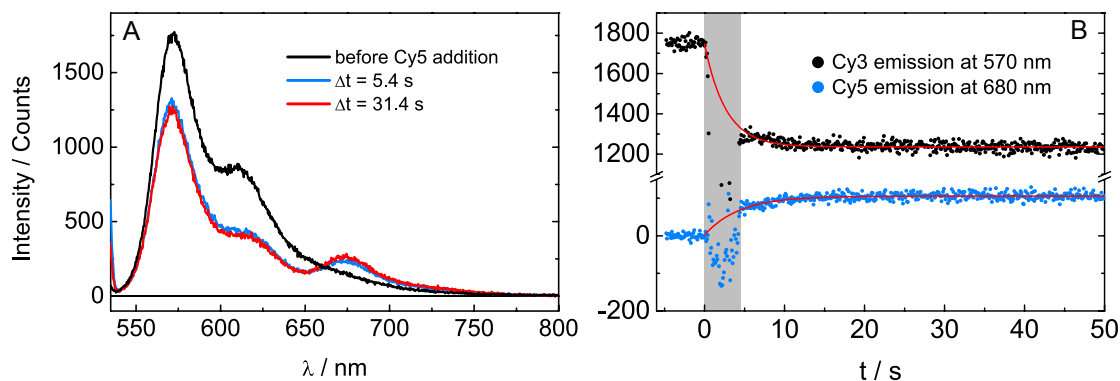 A
before Cy5 addition
Δt = 5.4 s
Δt = 31.4 s
1500
1000
500
0
550 600 650 700 750 800
λ / nm
Intensity / Counts
B
Cy3 emission at 570 nm
Cy5 emission at 680 nm
1800
1600
1400
1200
0
-200
0 10 20 30 40 50
t / s